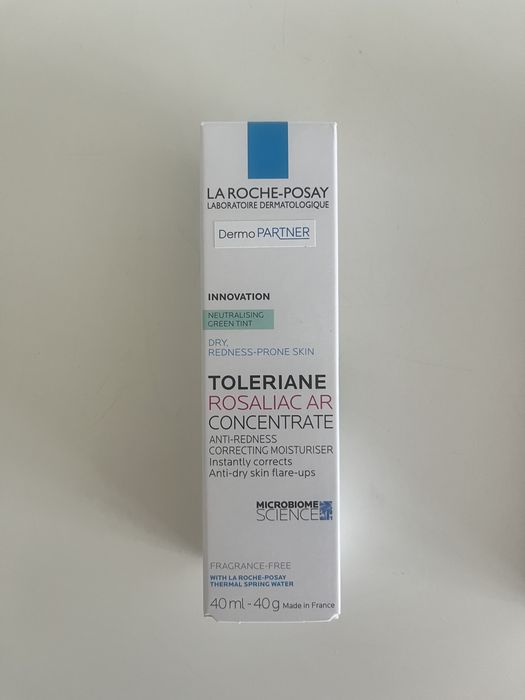 LA ROCHE-POSAY
LABORATOIRE DERMATOLOGIQUE
Dermo PARTNER
INNOVATION
NEUTRALISING
GREEN TINT
DRY,
REDNESS-PRONE SKIN
TOLERIANE
ROSALIAC AR
CONCENTRATE
ANTI-REDNESS
CORRECTING MOISTURISER
Instantly corrects
Anti-dry skin flare-ups
MICROBIOME
SCIENCE
FRAGRANCE-FREE
WITH LA ROCHE-POSAY
THERMAL SPRING WATER
40 ml - 40 g Made in France